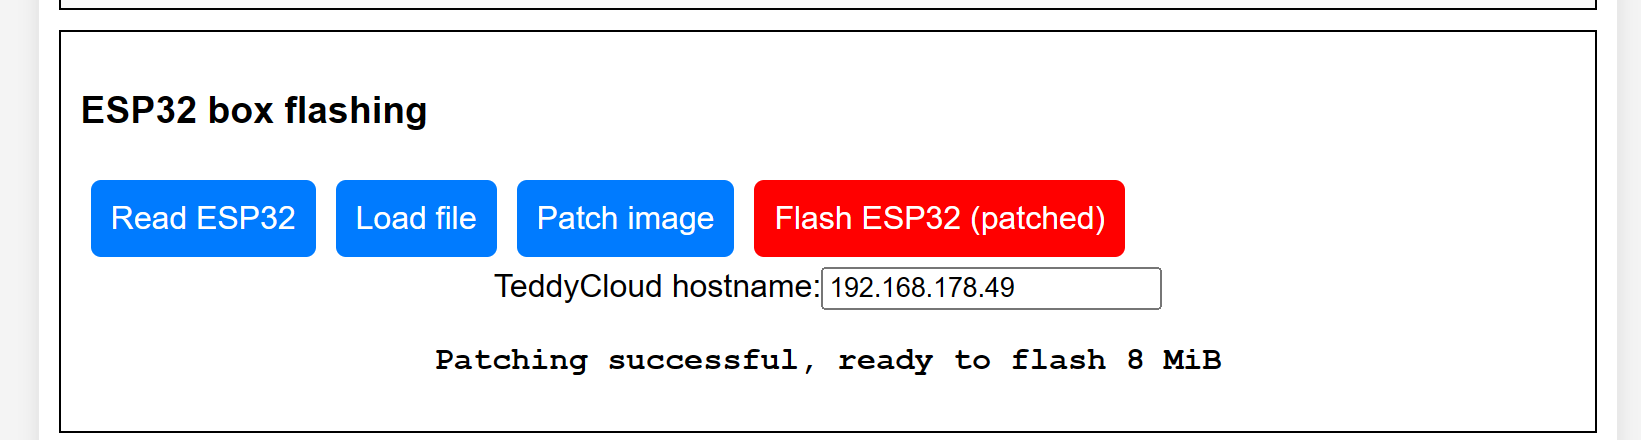 ESP32 box flashing
Read ESP32 Load file Patch image Flash ESP32 (patched)
TeddyCloud hostname: 192.168.178.49
Patching successful, ready to flash 8 MiB